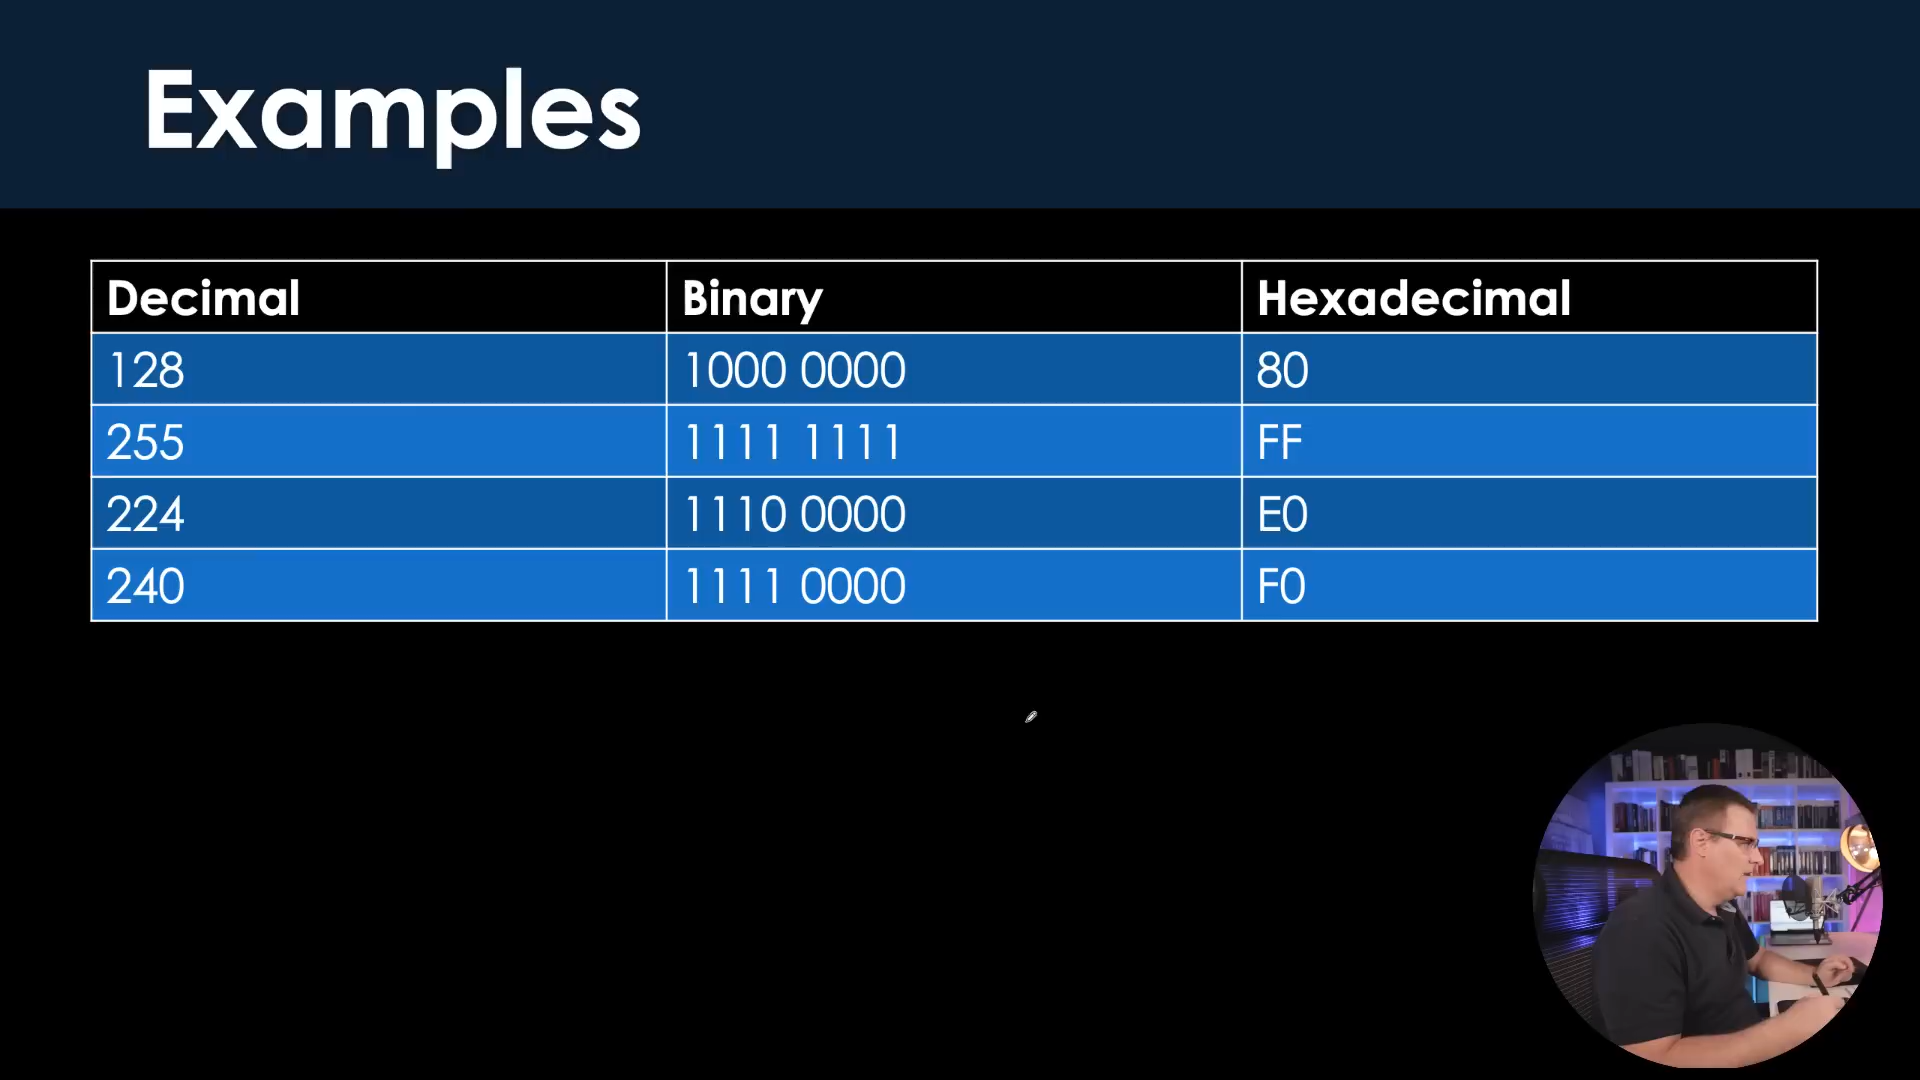 Examples
Decimal Binary Hexadecimal
128 1000 0000 80
255 1111 1111 FF
224 1110 0000 E0
240 1111 0000 F0